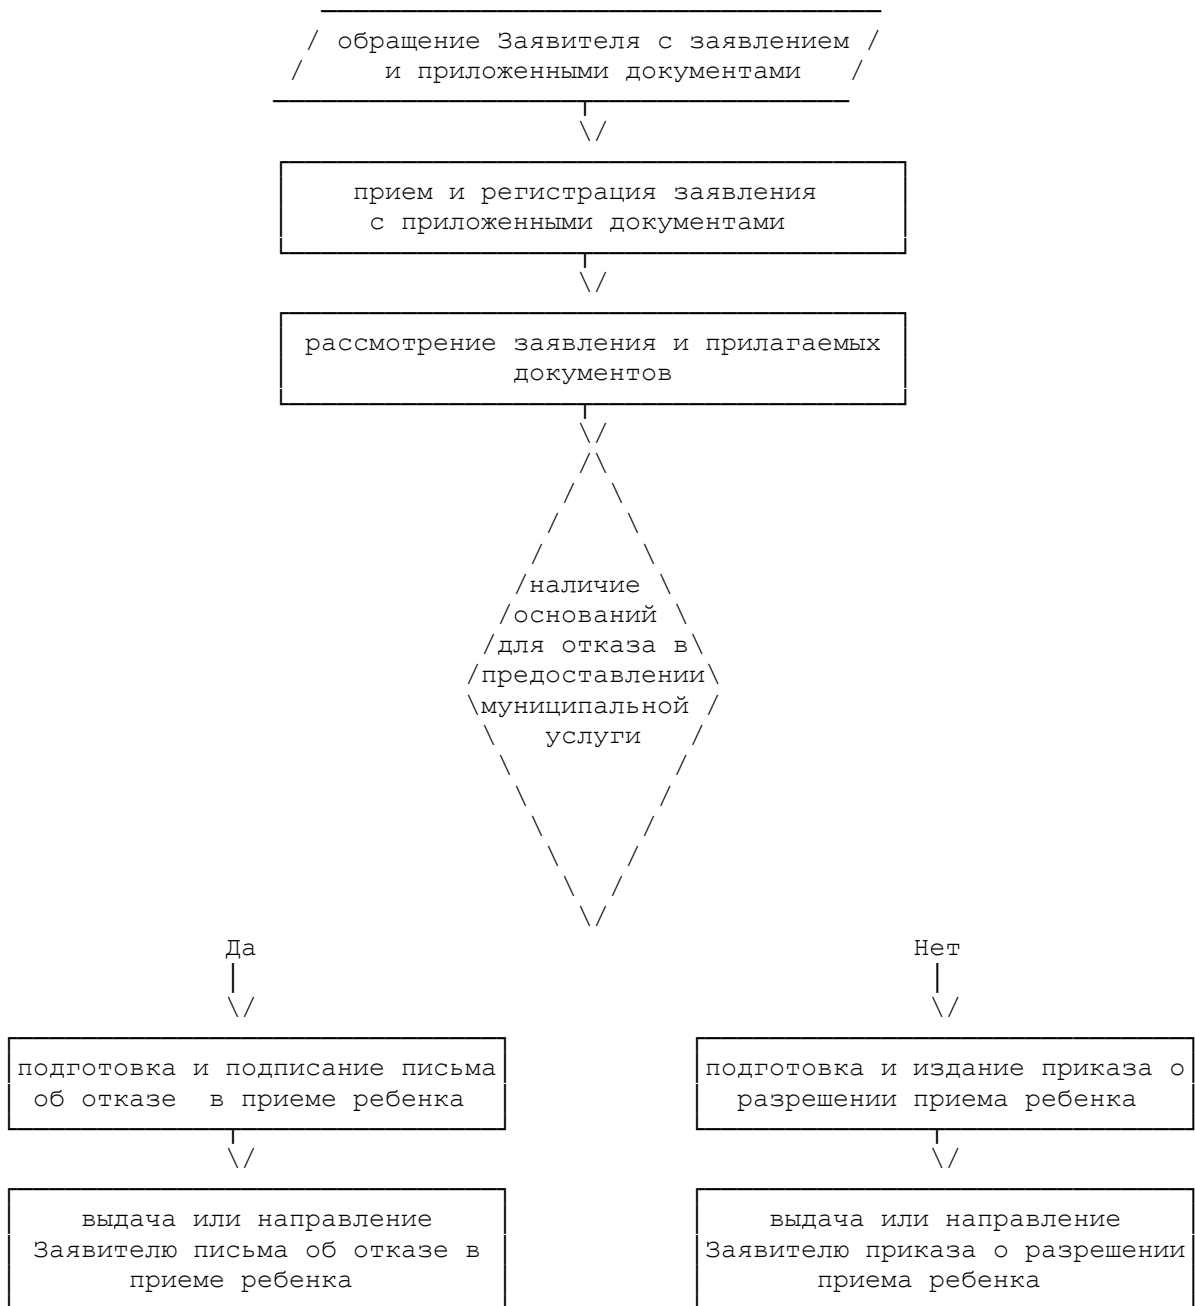 обращение Заявителя с заявлением
и приложенными документами
прием и регистрация заявления
с приложенными документами
рассмотрение заявления и прилагаемых
документов
наличие
оснований
для отказа в
предоставлении
муниципальной
услуги
Да
Нет
подготовка и подписание письма
об отказе в приеме ребенка
подготовка и издание приказа о
разрешении приема ребенка
выдача или направление
Заявителю письма об отказе в
приеме ребенка
выдача или направление
Заявителю приказа о разрешении
приема ребенка